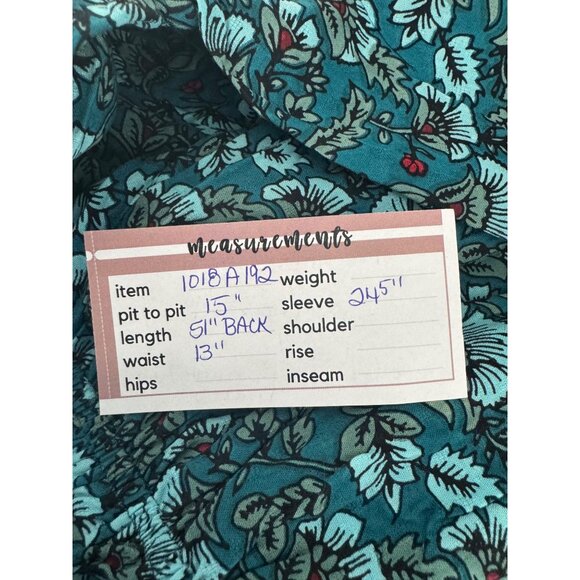 measurements
item 1018A192 weight
pit to pit 15" sleeve 24.5"
length 51" BACK shoulder
waist 13" rise
hips inseam